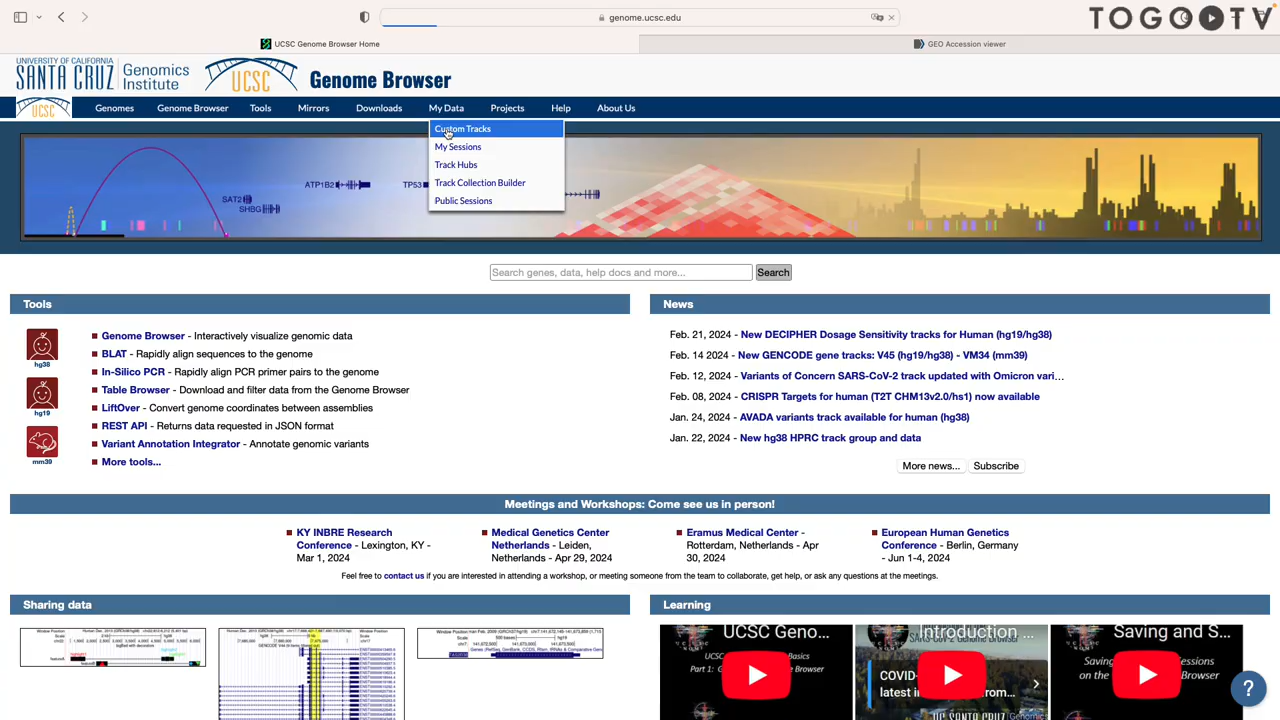 genome.ucsc.edu
TOGOTV
UCSC Genome Browser Home
GEO Accession viewer
UNIVERSITY OF CALIFORNIA
SANTA CRUZ
Genomics
Institute
UCSC
Genome Browser
UCSC
Genomes
Genome Browser
Tools
Mirrors
Downloads
My Data
Projects
Help
About Us
Custom Tracks
My Sessions
Track Hubs
Track Collection Builder
Public Sessions
ATP1B2
TP53
SAT2
SHBG
Search genes, data, help docs and more...
Search
Tools
hg38
hg19
mm39
Genome Browser - Interactively visualize genomic data
BLAT - Rapidly align sequences to the genome
In-Silico PCR - Rapidly align PCR primer pairs to the genome
Table Browser - Download and filter data from the Genome Browser
LiftOver - Convert genome coordinates between assemblies
REST API - Returns data requested in JSON format
Variant Annotation Integrator - Annotate genomic variants
More tools...
News
Feb. 21, 2024 - New DECIPHER Dosage Sensitivity tracks for Human (hg19/hg38)
Feb. 14 2024 - New GENCODE gene tracks: V45 (hg19/hg38) - VM34 (mm39)
Feb. 12, 2024 - Variants of Concern SARS-CoV-2 track updated with Omicron vari...
Feb. 08, 2024 - CRISPR Targets for human (T2T CHM13v2.0/hs1) now available
Jan. 24, 2024 - AVADA variants track available for human (hg38)
Jan. 22, 2024 - New hg38 HPRC track group and data
More news...
Subscribe
Meetings and Workshops: Come see us in person!
KY INBRE Research
Conference - Lexington, KY -
Mar 1, 2024
Medical Genetics Center
Netherlands - Leiden,
Netherlands - Apr 29, 2024
Eramus Medical Center -
Rotterdam, Netherlands - Apr
30, 2024
European Human Genetics
Conference - Berlin, Germany
- Jun 1-4, 2024
Feel free to contact us if you are interested in attending a workshop, or meeting someone from the team to collaborate, get help, or ask any questions at the meetings.
Sharing data
Learning
UCSC Geno...
Basics
Part 1:
Browser
Introduction ...
COVID-
latest i
from...
Saving and S...
Saving
Sessions
on the
Browser
?